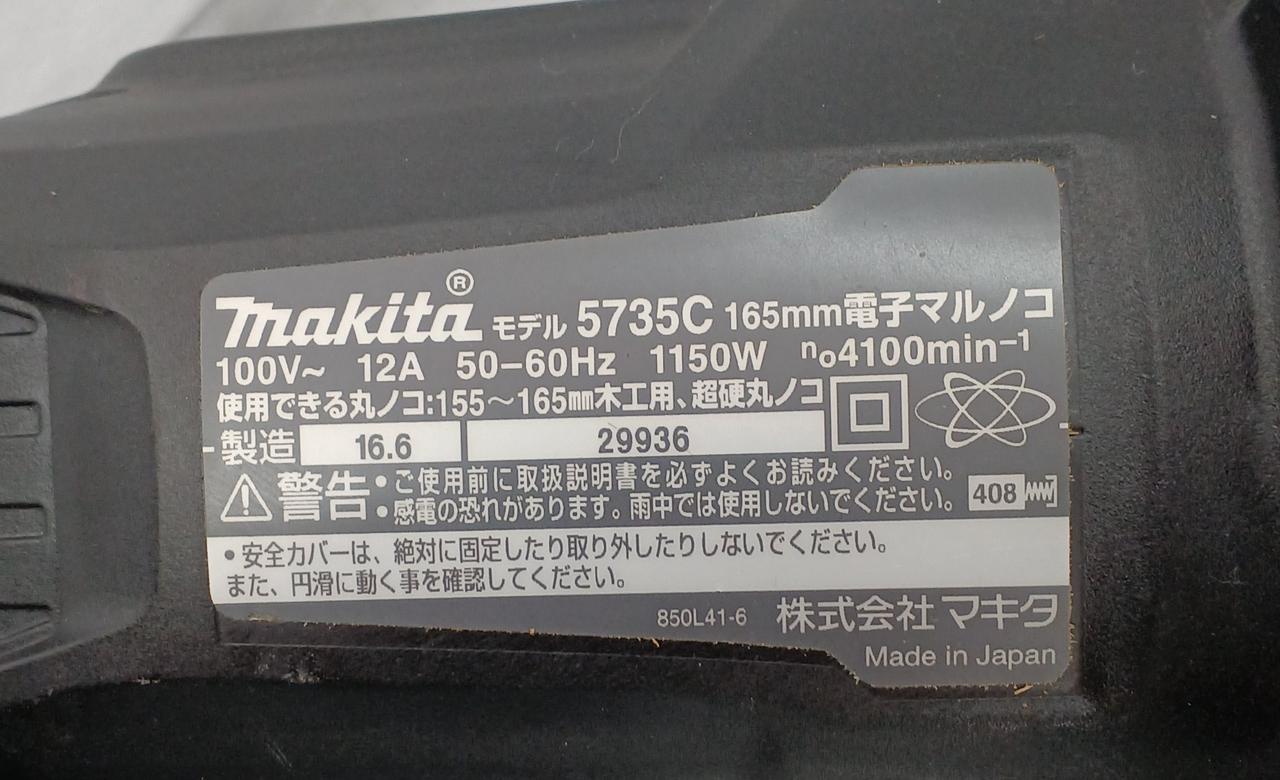 makita® モデル 5735C 165mm電子マルノコ
100V~ 12A 50-60Hz 1150W n₀4100min⁻¹
使用できる丸ノコ:155～165㎜木工用、超硬丸ノコ
製造 16.6 29936
警告 •ご使用前に取扱説明書を必ずよくお読みください。
•感電の恐れがあります。雨中では使用しないでください。 408
•安全カバーは、絶対に固定したり取り外したりしないでください。
また、円滑に動く事を確認してください。
850L41-6 株式会社マキタ
Made in Japan